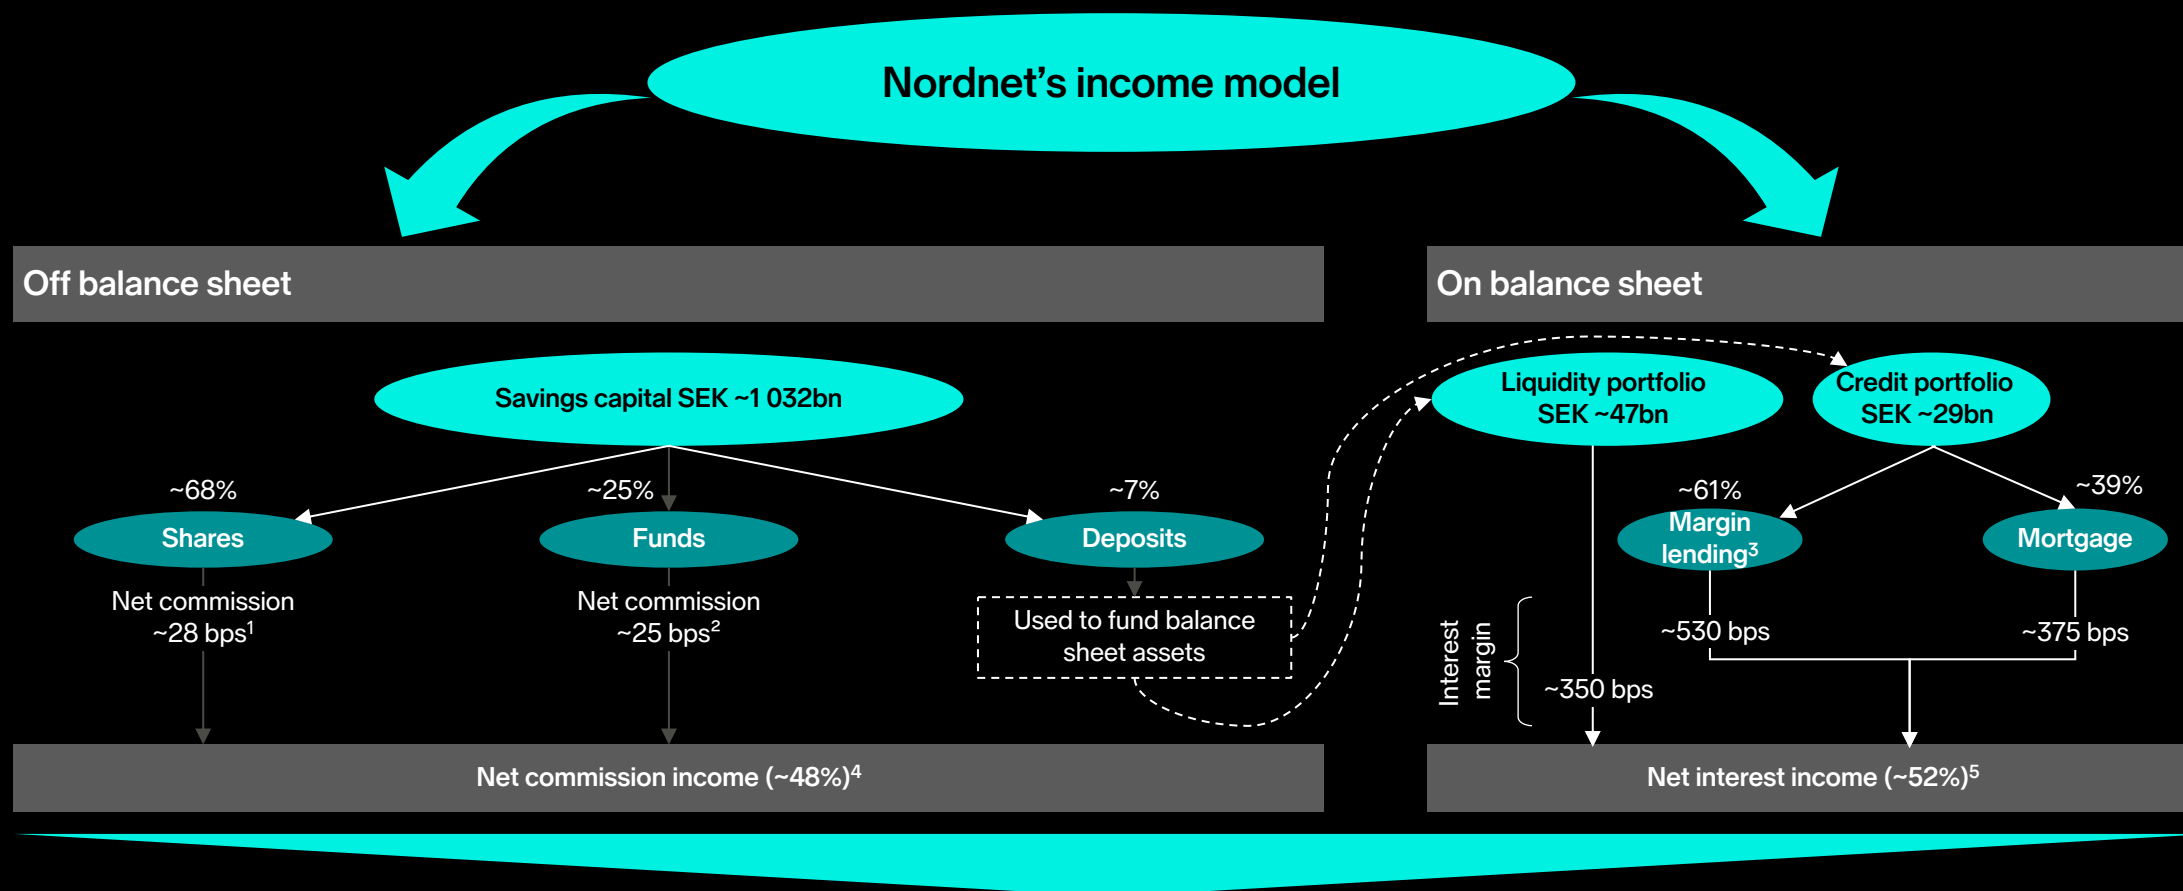 Nordnet’s income model
Off balance sheet
Savings capital SEK ~1 032bn
~68%
Shares
Net commission
~28 bps¹
~25%
Funds
Net commission
~25 bps²
~7%
Deposits
Used to fund balance
sheet assets
Net commission income (~48%)⁴
On balance sheet
Liquidity portfolio
SEK ~47bn
Credit portfolio
SEK ~29bn
~61%
Margin
lending³
~39%
Mortgage
Interest
margin
~350 bps
~530 bps
~375 bps
Net interest income (~52%)⁵